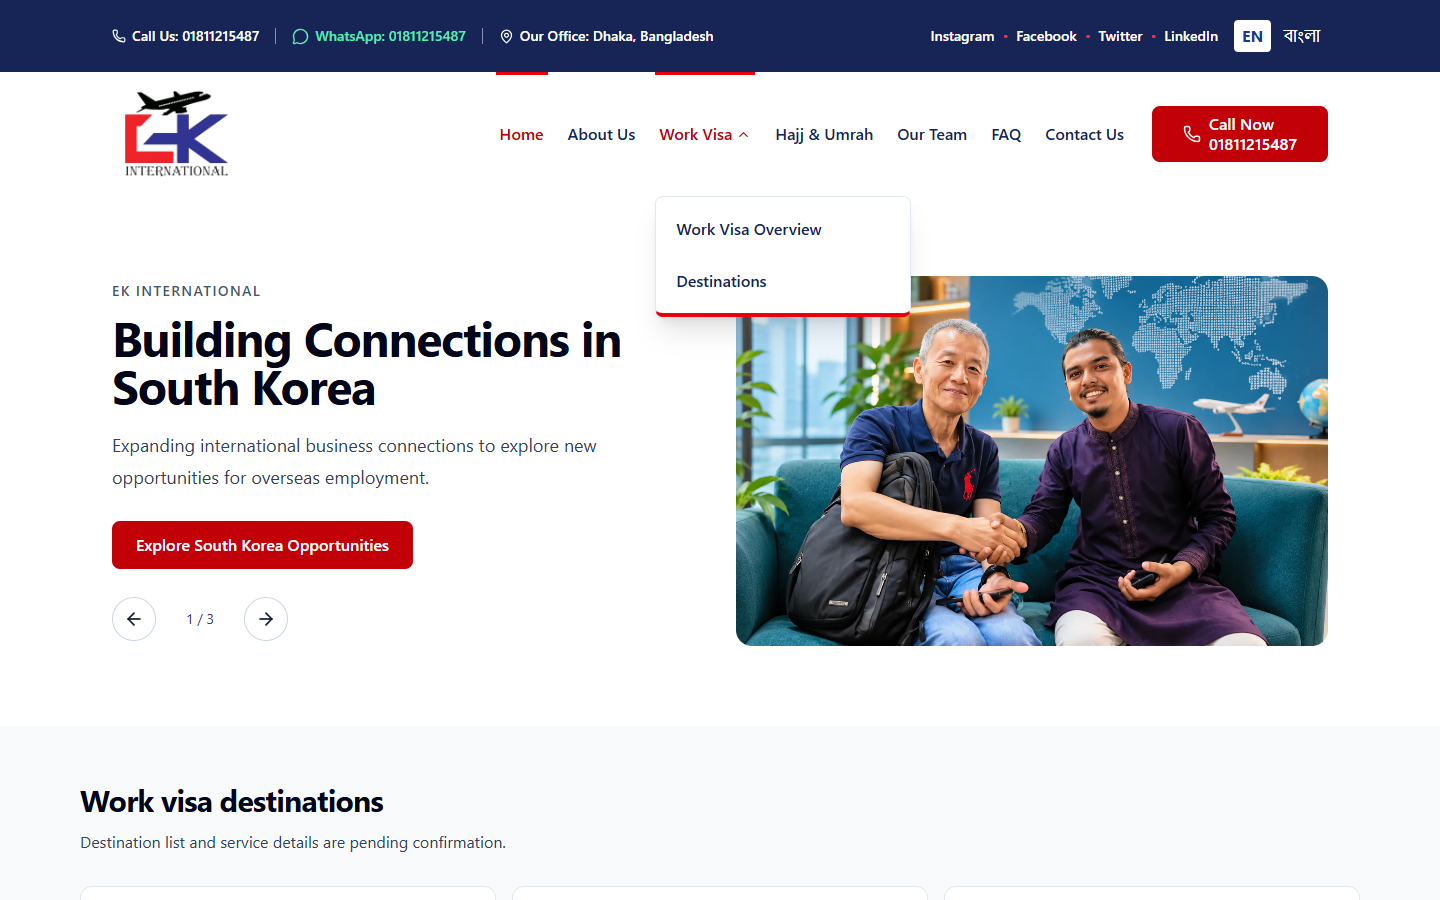 Call Us: 01811215487
WhatsApp: 01811215487
Our Office: Dhaka, Bangladesh
Instagram • Facebook • Twitter • LinkedIn
EN
বাংলা
EK
INTERNATIONAL
Home
About Us
Work Visa
Hajj & Umrah
Our Team
FAQ
Contact Us
Call Now
01811215487
Work Visa Overview
Destinations
EK INTERNATIONAL
Building Connections in
South Korea
Expanding international business connections to explore new
opportunities for overseas employment.
Explore South Korea Opportunities
1 / 3
Work visa destinations
Destination list and service details are pending confirmation.